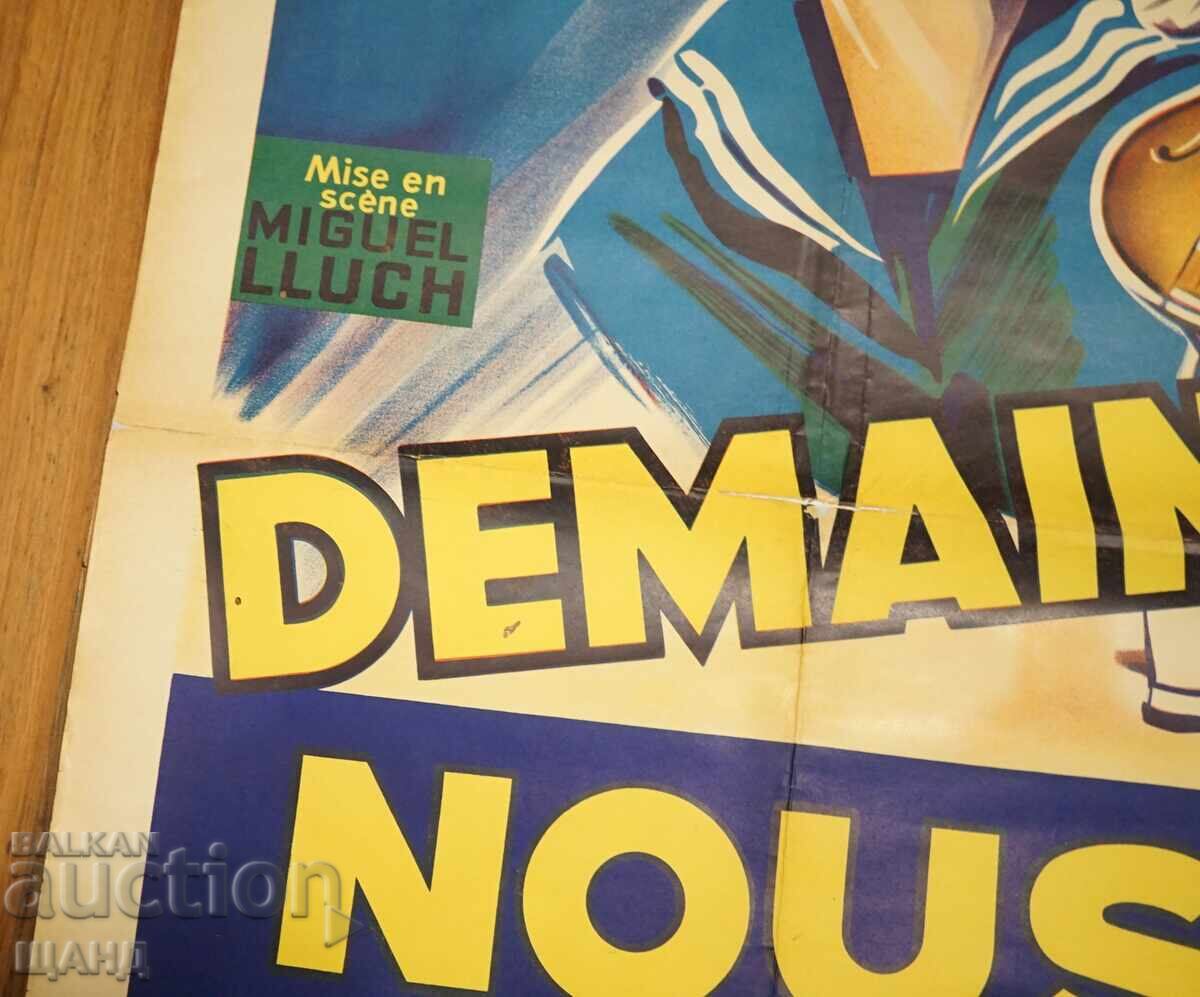 Mise en
scène
MIGUEL
LLUCH
DEMAIN
NOUS
BALKAN
auction
ЩАНД